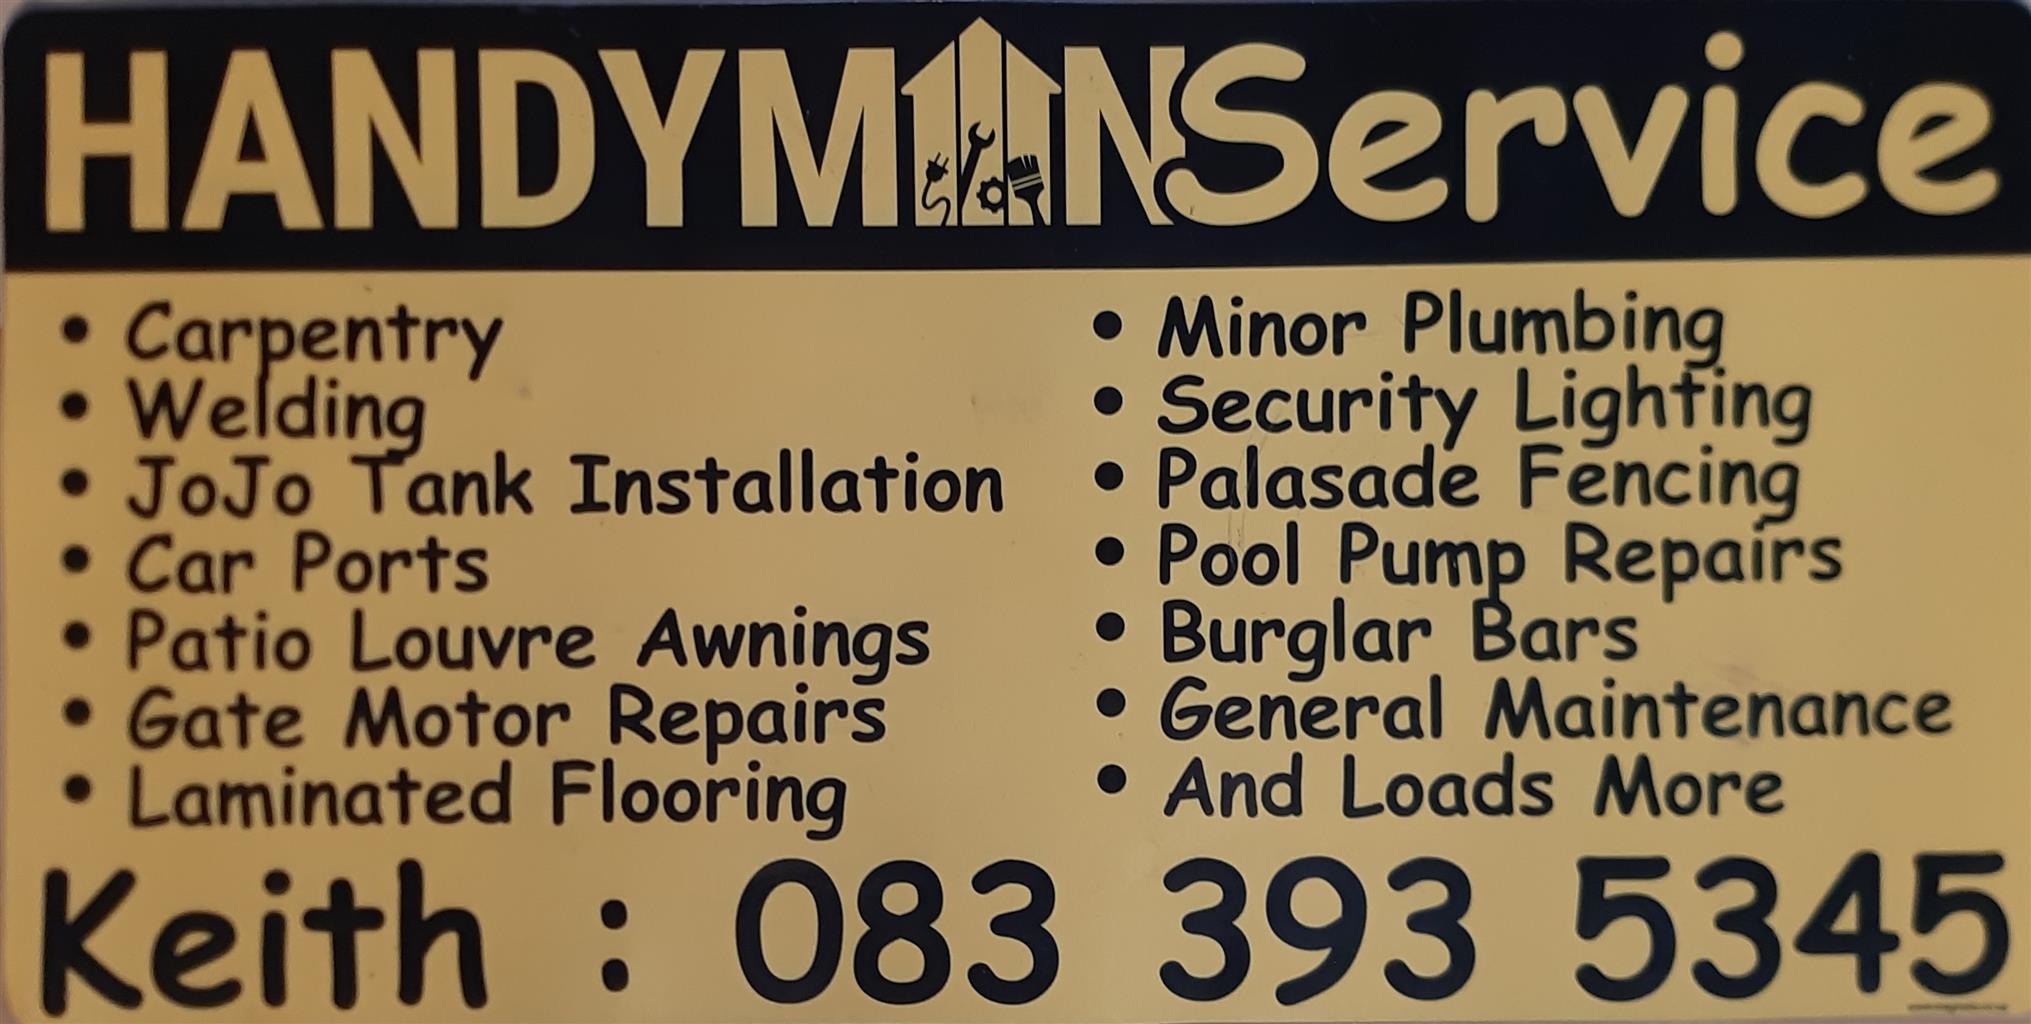 HANDYMAN Service
• Carpentry
• Welding
• JoJo Tank Installation
• Car Ports
• Patio Louvre Awnings
• Gate Motor Repairs
• Laminated Flooring
• Minor Plumbing
• Security Lighting
• Palasade Fencing
• Pool Pump Repairs
• Burglar Bars
• General Maintenance
• And Loads More
Keith : 083 393 5345